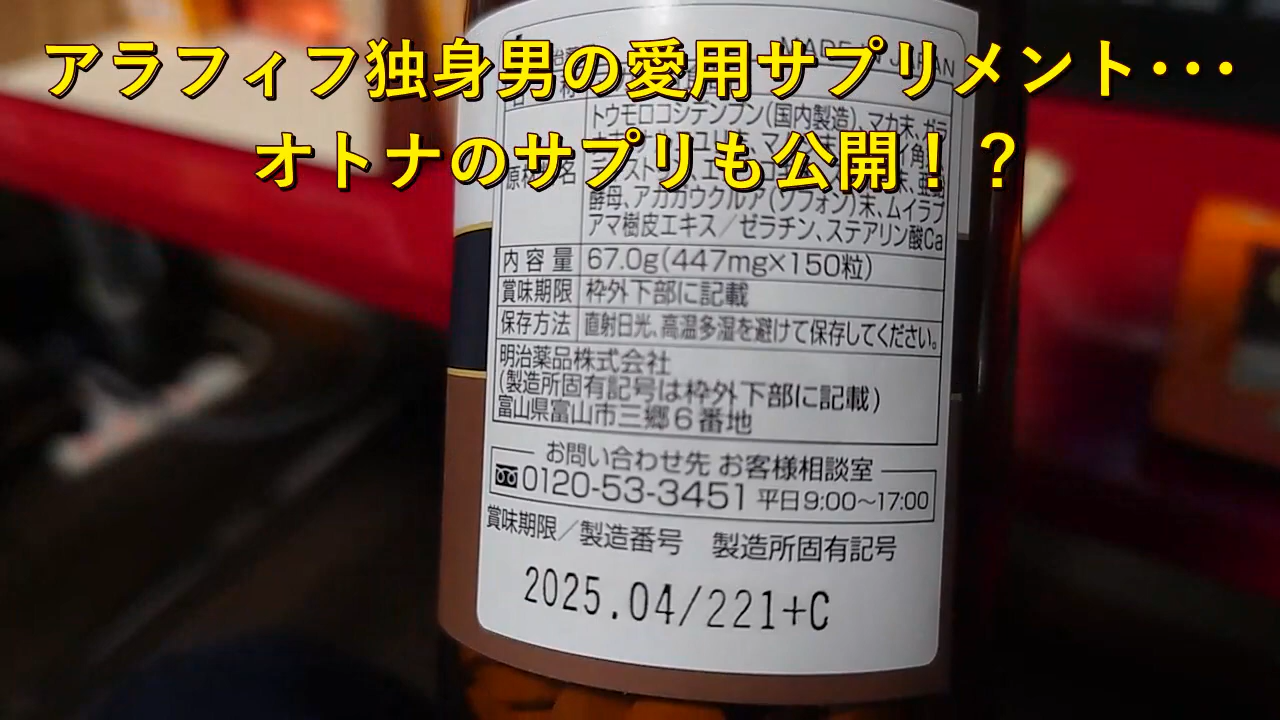 アラフィフ独身男の愛用サプリメント･･･
オトナのサプリも公開！？
トウモロコシデンプン(国内製造)、マカ末、ガラ
酵母、アカガウクルア(ソフォン)末、ムイラプ
アマ樹皮エキス／ゼラチン、ステアリン酸Ca
内容量 67.0g(447mg×150粒)
賞味期限 枠外下部に記載
保存方法 直射日光、高温多湿を避けて保存してください。
明治薬品株式会社
(製造所固有記号は枠外下部に記載)
富山県富山市三郷6番地
お問い合わせ先 お客様相談室
0120-53-3451 平日9:00～17:00
賞味期限／製造番号 製造所固有記号
2025.04/221+C